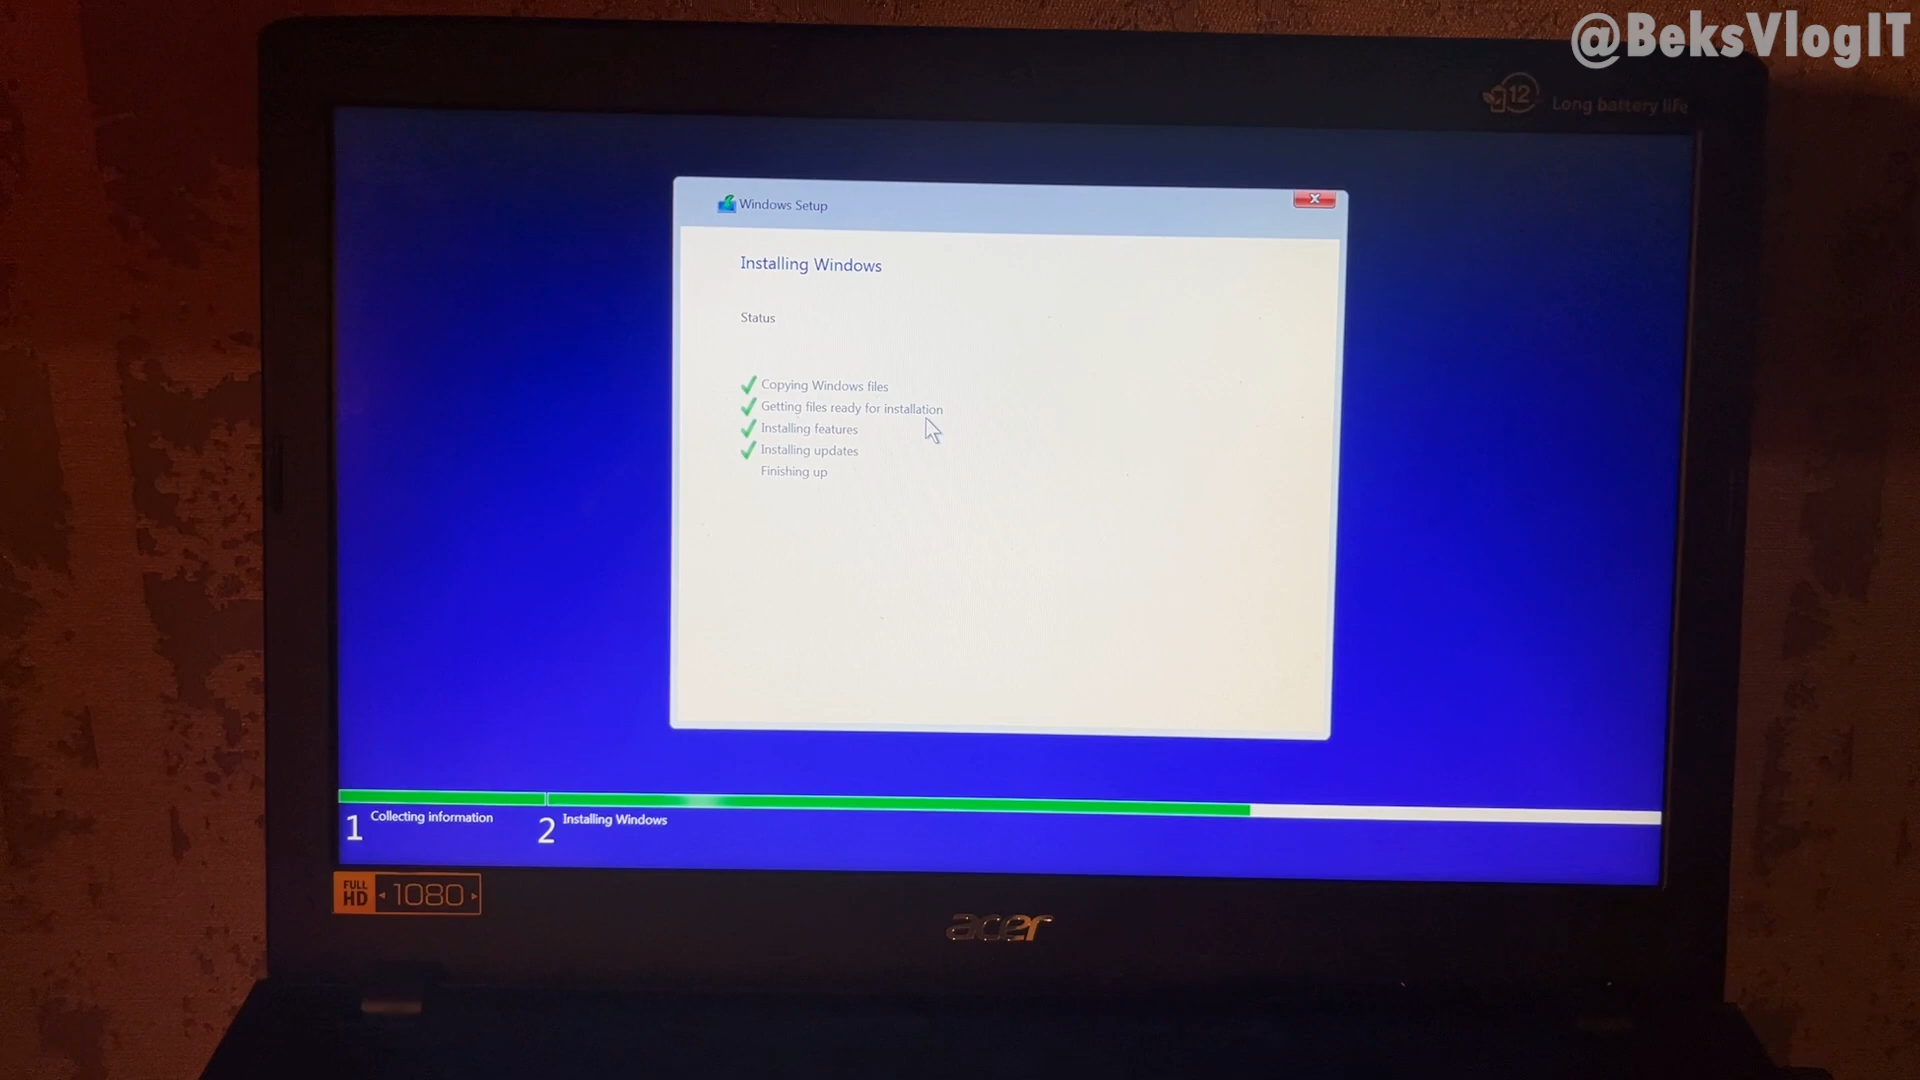 @BeksVlogIT
12 Long battery life
Windows Setup
Installing Windows
Status
Copying Windows files
Getting files ready for installation
Installing features
Installing updates
Finishing up
1 Collecting information
2 Installing Windows
FULL HD 1080
acer